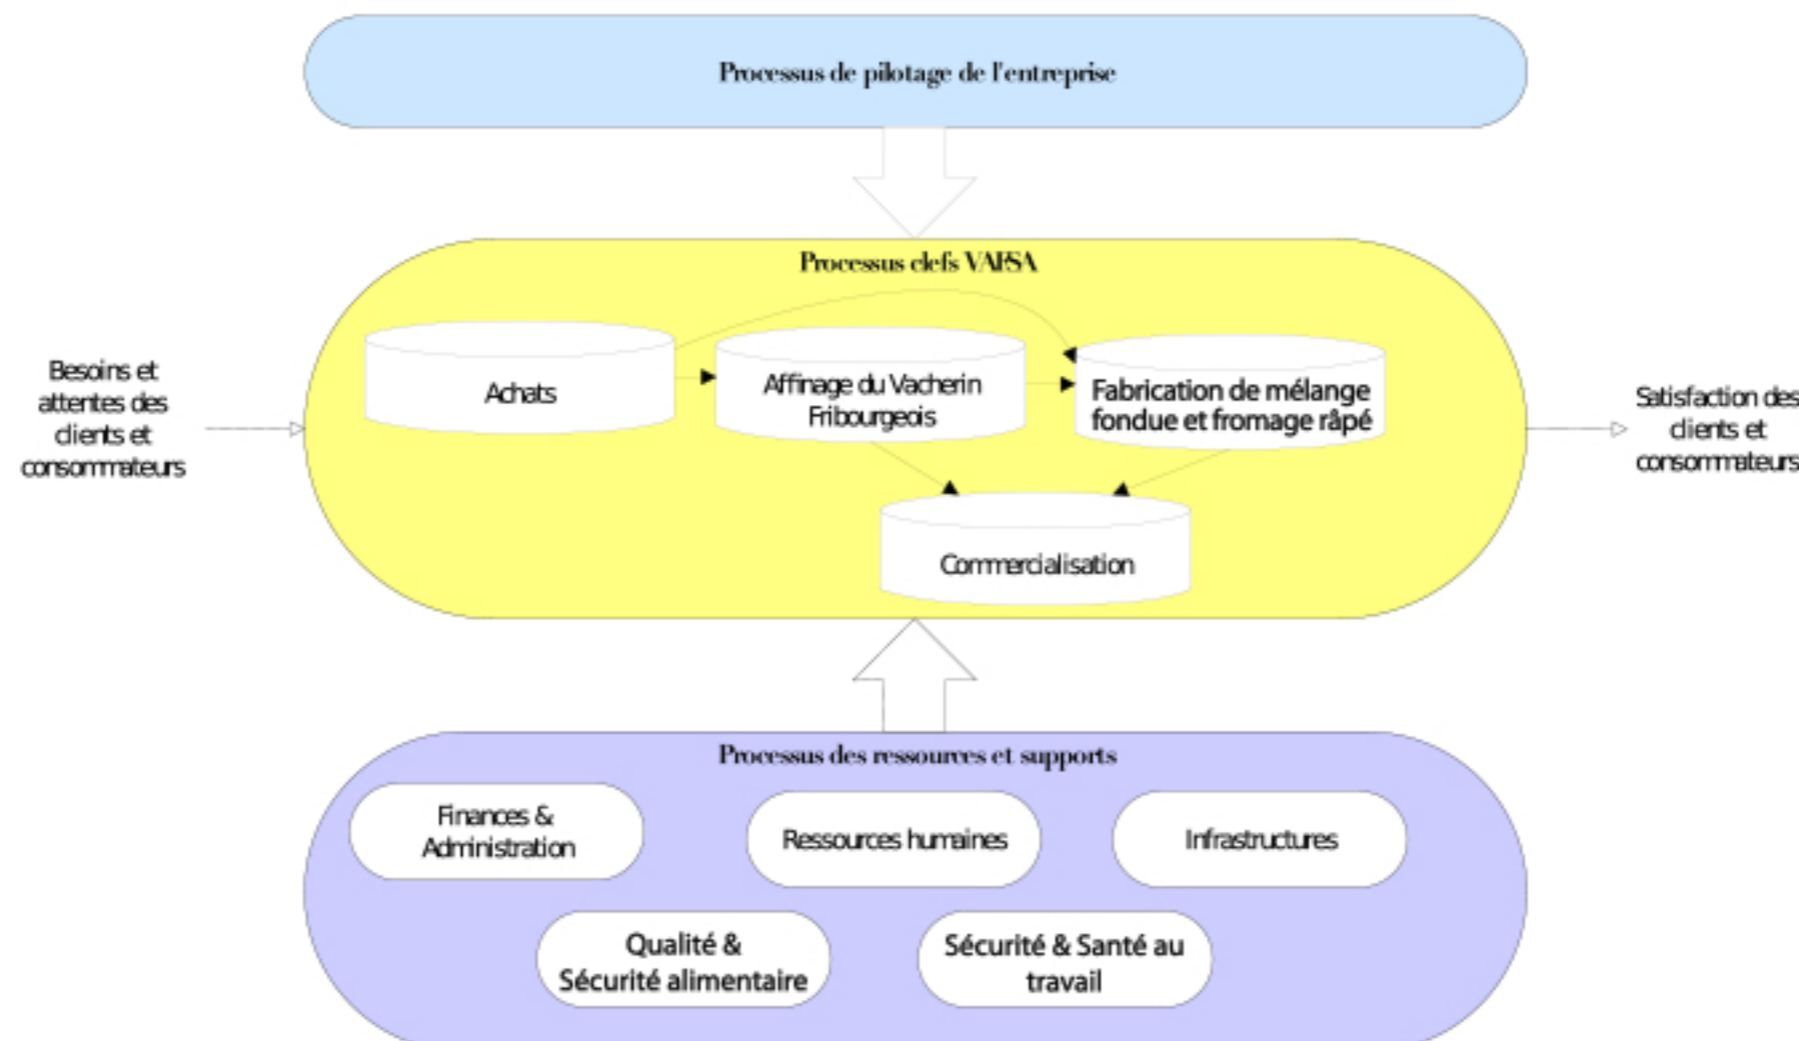 Processus de pilotage de l'entreprise
Processus clefs VAFSA
Besoins et
attentes des
clients et
consommateurs
Achats
Affinage du Vacherin
Fribourgeois
Fabrication de mélange
fondue et fromage râpé
Commercialisation
Satisfaction des
clients et
consommateurs
Processus des ressources et supports
Finances &
Administration
Ressources humaines
Infrastructures
Qualité &
Sécurité alimentaire
Sécurité & Santé au
travail